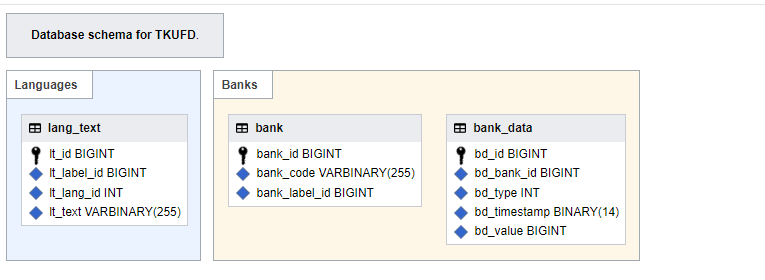 Database schema for TKUFD.
Languages
lang_text
lt_id BIGINT
lt_label_id BIGINT
lt_lang_id INT
lt_text VARBINARY(255)
Banks
bank
bank_id BIGINT
bank_code VARBINARY(255)
bank_label_id BIGINT
bank_data
bd_id BIGINT
bd_bank_id BIGINT
bd_type INT
bd_timestamp BINARY(14)
bd_value BIGINT